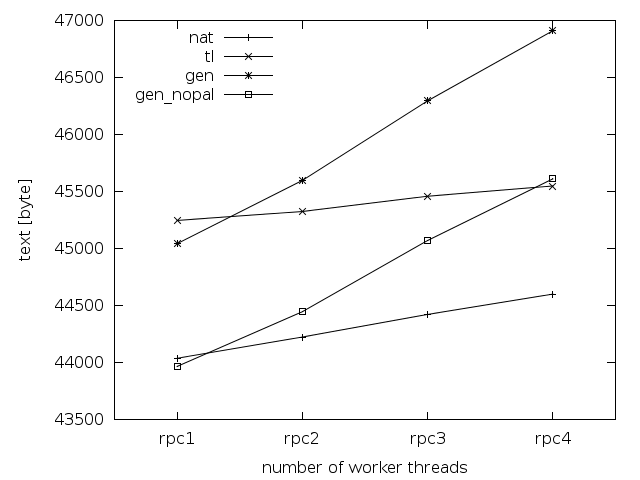 47000
46500
46000
45500
45000
44500
44000
43500
nat
tl
gen
gen_nopal
text [byte]
rpc1 rpc2 rpc3 rpc4
number of worker threads